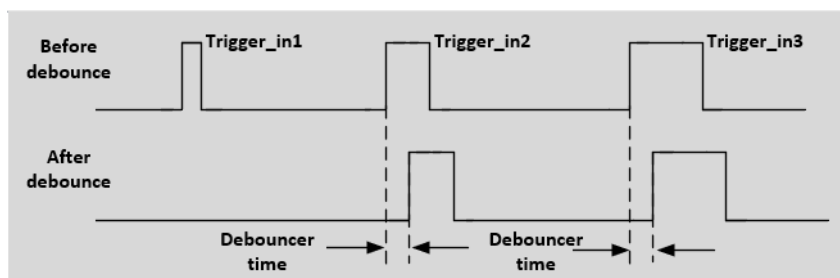 Before
debounce
Trigger_in1
Trigger_in2
Trigger_in3
After
debounce
Debouncer
time
Debouncer
time